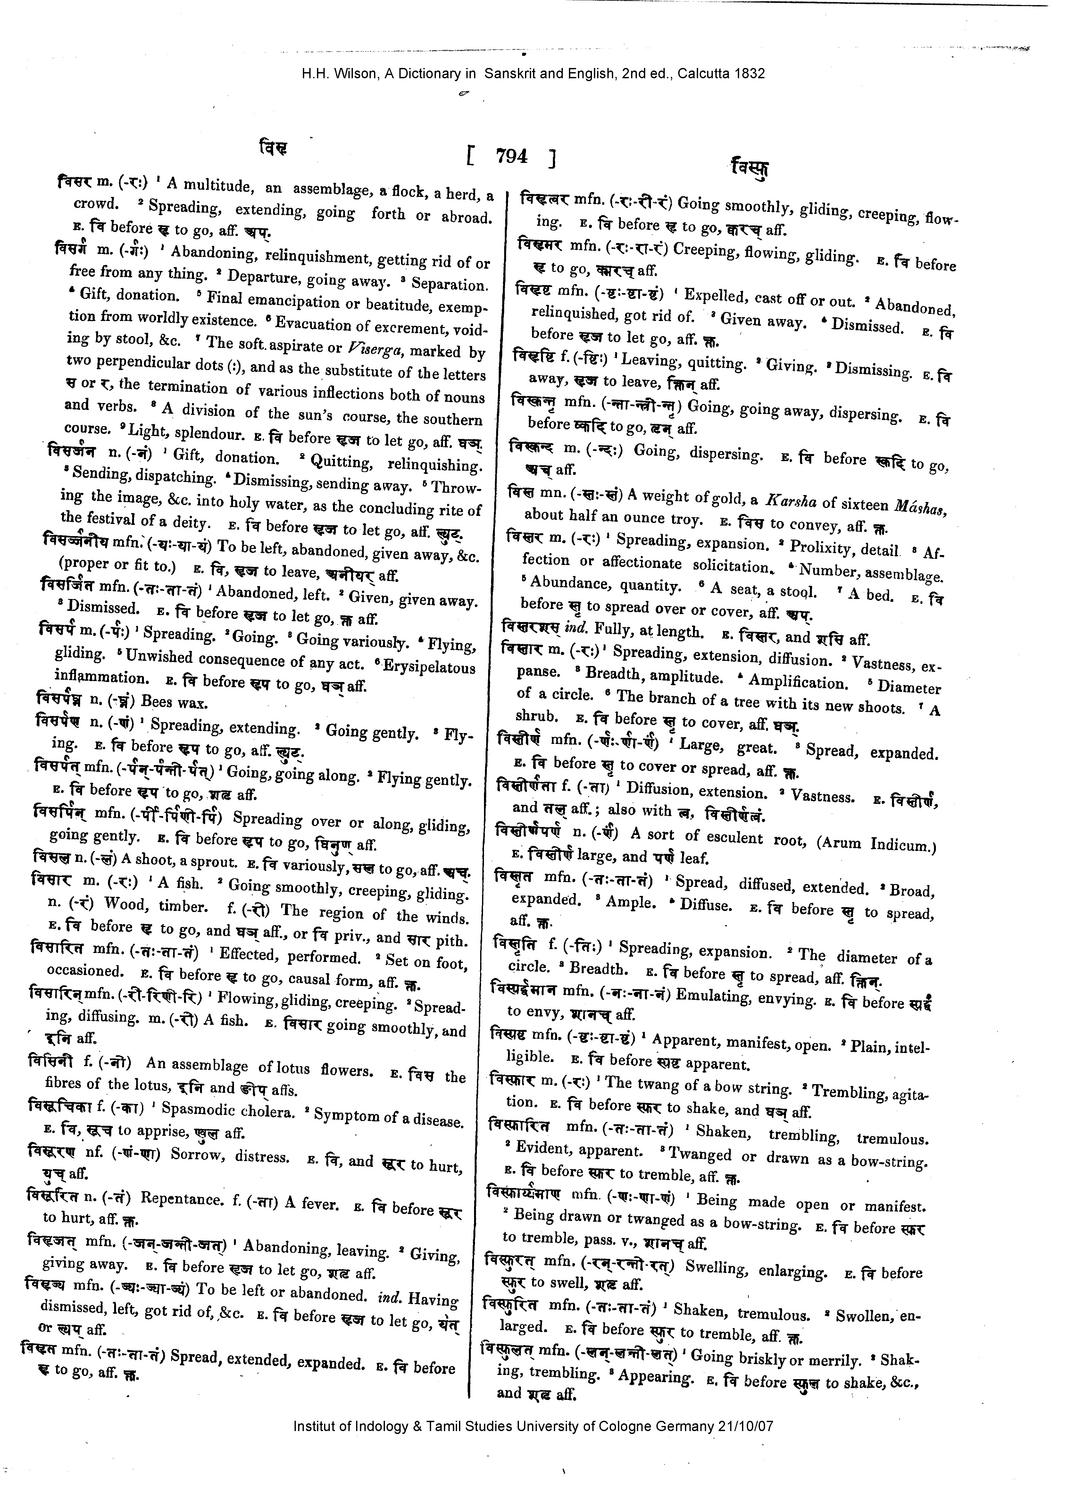 H.H. Wilson, A Dictionary in Sanskrit and English, 2nd ed., Calcutta 1832
विसृ
[ 794 ]
विस्फु
विसर m. (-रः) ¹ A multitude, an assemblage, a flock, a herd, a
crowd. ² Spreading, extending, going forth or abroad.
E. वि before सृ to go, aff. अप्.
विसर्ग m. (-र्गः) ¹ Abandoning, relinquishment, getting rid of or
free from any thing. ² Departure, going away. ³ Separation.
⁴ Gift, donation. ⁵ Final emancipation or beatitude, exemp-
tion from worldly existence. ⁶ Evacuation of excrement, void-
ing by stool, &c. ⁷ The soft aspirate or Viserga, marked by
two perpendicular dots (:), and as the substitute of the letters
स or र, the termination of various inflections both of nouns
and verbs. ⁸ A division of the sun's course, the southern
course. ⁹ Light, splendour. E. वि before सृज to let go, aff. घञ्.
विसर्जन n. (-नं) ¹ Gift, donation. ² Quitting, relinquishing.
³ Sending, dispatching. ⁴ Dismissing, sending away. ⁵ Throw-
ing the image, &c. into holy water, as the concluding rite of
the festival of a deity. E. वि before सृज to let go, aff. ल्युट्.
विसर्ज्जनीय mfn. (-यः-या-यं) To be left, abandoned, given away, &c.
(proper or fit to.) E. वि, सृज to leave, अनीयर् aff.
विसर्जित mfn. (-तः-ता-तं) ¹ Abandoned, left. ² Given, given away.
³ Dismissed. E. वि before सृज to let go, क्त aff.
विसर्प m. (-र्पः) ¹ Spreading. ² Going. ³ Going variously. ⁴ Flying,
gliding. ⁵ Unwished consequence of any act. ⁶ Erysipelatous
inflammation. E. वि before सृप to go, घञ् aff.
विसर्पघ्न n. (-घ्नं) Bees wax.
विसर्पण n. (-णं) ¹ Spreading, extending. ² Going gently. ³ Fly-
ing. E. वि before सृप to go, aff. ल्युट्.
विसर्पत् mfn. (-र्पन्-र्पन्ती-र्पत्) ¹ Going, going along. ² Flying gently.
E. वि before सृप to go, शतृ aff.
विसर्पिन् mfn. (-र्पी-र्पिणी-र्पि) Spreading over or along, gliding,
going gently. E. वि before सृप to go, घिनुण् aff.
विसल n. (-लं) A shoot, a sprout. E. वि variously, सल to go, aff. अच्.
विसार m. (-रः) ¹ A fish. ² Going smoothly, creeping, gliding.
n. (-रं) Wood, timber. f. (-री) The region of the winds.
E. वि before सृ to go, and घञ् aff., or वि priv., and सार pith.
विसारित mfn. (-तः-ता-तं) ¹ Effected, performed. ² Set on foot,
occasioned. E. वि before सृ to go, causal form, aff. क्त.
विसारिन् mfn. (-री-रिणी-रि) ¹ Flowing, gliding, creeping. ² Spread-
ing, diffusing. m. (-री) A fish. E. विसार going smoothly, and
इनि aff.
विसिनी f. (-नी) An assemblage of lotus flowers. E. विस the
fibres of the lotus, इनि and ङीप् affs.
विसूचिका f. (-का) ¹ Spasmodic cholera. ² Symptom of a disease.
E. वि, सूच to apprise, ण्वुल aff.
विसूरण nf. (-णं-णा) Sorrow, distress. E. वि, and सूर to hurt,
युच् aff.
विसूरित n. (-तं) Repentance. f. (-ता) A fever. E. वि before सूर
to hurt, aff. क्त.
विसृजत् mfn. (-जन्-जन्ती-जत्) ¹ Abandoning, leaving. ² Giving,
giving away. E. वि before सृज to let go, शतृ aff.
विसृज्य mfn. (-ज्यः-ज्या-ज्यं) To be left or abandoned. ind. Having
dismissed, left, got rid of, &c. E. वि before सृज to let go, यत्
or ल्यप् aff.
विसृत mfn. (-तः-ता-तं) Spread, extended, expanded. E. वि before
सृ to go, aff. क्त.
विसृत्वर mfn. (-रः-री-रं) Going smoothly, gliding, creeping, flow-
ing. E. वि before सृ to go, क्वरच् aff.
विसृमर mfn. (-रः-रा-रं) Creeping, flowing, gliding. E. वि before
सृ to go, क्मरच् aff.
विसृष्ट mfn. (-ष्टः-ष्टा-ष्टं) ¹ Expelled, cast off or out. ² Abandoned,
relinquished, got rid of. ³ Given away. ⁴ Dismissed. E. वि
before सृज to let go, aff. क्त.
विसृष्टि f. (-ष्टिः) ¹ Leaving, quitting. ² Giving. ³ Dismissing. E. वि
away, सृज to leave, क्तिन् aff.
विस्कन्तृ mfn. (-न्ता-न्त्री-न्तृ) Going, going away, dispersing. E. वि
before स्कदि to go, तृन् aff.
विस्कन्द m. (-न्दः) Going, dispersing. E. वि before स्कदि to go,
अच् aff.
विस्त mn. (-स्तः-स्तं) A weight of gold, a Karsha of sixteen Máshas,
about half an ounce troy. E. विस to convey, aff. क्त.
विस्तर m. (-रः) ¹ Spreading, expansion. ² Prolixity, detail ³ Af-
fection or affectionate solicitation. ⁴ Number, assemblage.
⁵ Abundance, quantity. ⁶ A seat, a stool. ⁷ A bed. E. वि
before स्तृ to spread over or cover, aff. अप्.
विस्तरशस् ind. Fully, at length. E. विस्तर, and शसि aff.
विस्तार m. (-रः) ¹ Spreading, extension, diffusion. ² Vastness, ex-
panse. ³ Breadth, amplitude. ⁴ Amplification. ⁵ Diameter
of a circle. ⁶ The branch of a tree with its new shoots. ⁷ A
shrub. E. वि before स्तृ to cover, aff. घञ्.
विस्तीर्ण mfn. (-र्णः-र्णा-र्णं) ¹ Large, great. ² Spread, expanded.
E. वि before स्तृ to cover or spread, aff. क्त.
विस्तीर्णता f. (-ता) ¹ Diffusion, extension. ² Vastness. E. विस्तीर्ण,
and तल् aff.; also with त्व, विस्तीर्णत्वं.
विस्तीर्णपर्ण n. (-र्णं) A sort of esculent root, (Arum Indicum.)
E. विस्तीर्ण large, and पर्ण leaf.
विस्तृत mfn. (-तः-ता-तं) ¹ Spread, diffused, extended. ² Broad,
expanded. ³ Ample. ⁴ Diffuse. E. वि before स्तृ to spread,
aff. क्त.
विस्तृति f. (-तिः) ¹ Spreading, expansion. ² The diameter of a
circle. ³ Breadth. E. वि before स्तृ to spread, aff. क्तिन्.
विस्पर्द्धमान mfn. (-नः-ना-नं) Emulating, envying. E. वि before स्पर्द्ध
to envy, शानच् aff.
विस्पष्ट mfn. (-ष्टः-ष्टा-ष्टं) ¹ Apparent, manifest, open. ² Plain, intel-
ligible. E. वि before स्पष्ट apparent.
विस्फार m. (-रः) ¹ The twang of a bow string. ² Trembling, agita-
tion. E. वि before स्फर to shake, and घञ् aff.
विस्फारित mfn. (-तः-ता-तं) ¹ Shaken, trembling, tremulous.
² Evident, apparent. ³ Twanged or drawn as a bow-string.
E. वि before स्फर to tremble, aff. क्त.
विस्फार्य्यमाण mfn. (-णः-णा-णं) ¹ Being made open or manifest.
² Being drawn or twanged as a bow-string. E. वि before स्फर
to tremble, pass. v., शानच् aff.
विस्फुरत् mfn. (-रन्-रन्ती-रत्) Swelling, enlarging. E. वि before
स्फुर to swell, शतृ aff.
विस्फुरित mfn. (-तः-ता-तं) ¹ Shaken, tremulous. ² Swollen, en-
larged. E. वि before स्फुर to tremble, aff. क्त.
विस्फुलत् mfn. (-लन्-लन्ती-लत्) ¹ Going briskly or merrily. ² Shak-
ing, trembling. ³ Appearing. E. वि before स्फुल to shake, &c.,
and शतृ aff.
Institut of Indology & Tamil Studies University of Cologne Germany 21/10/07